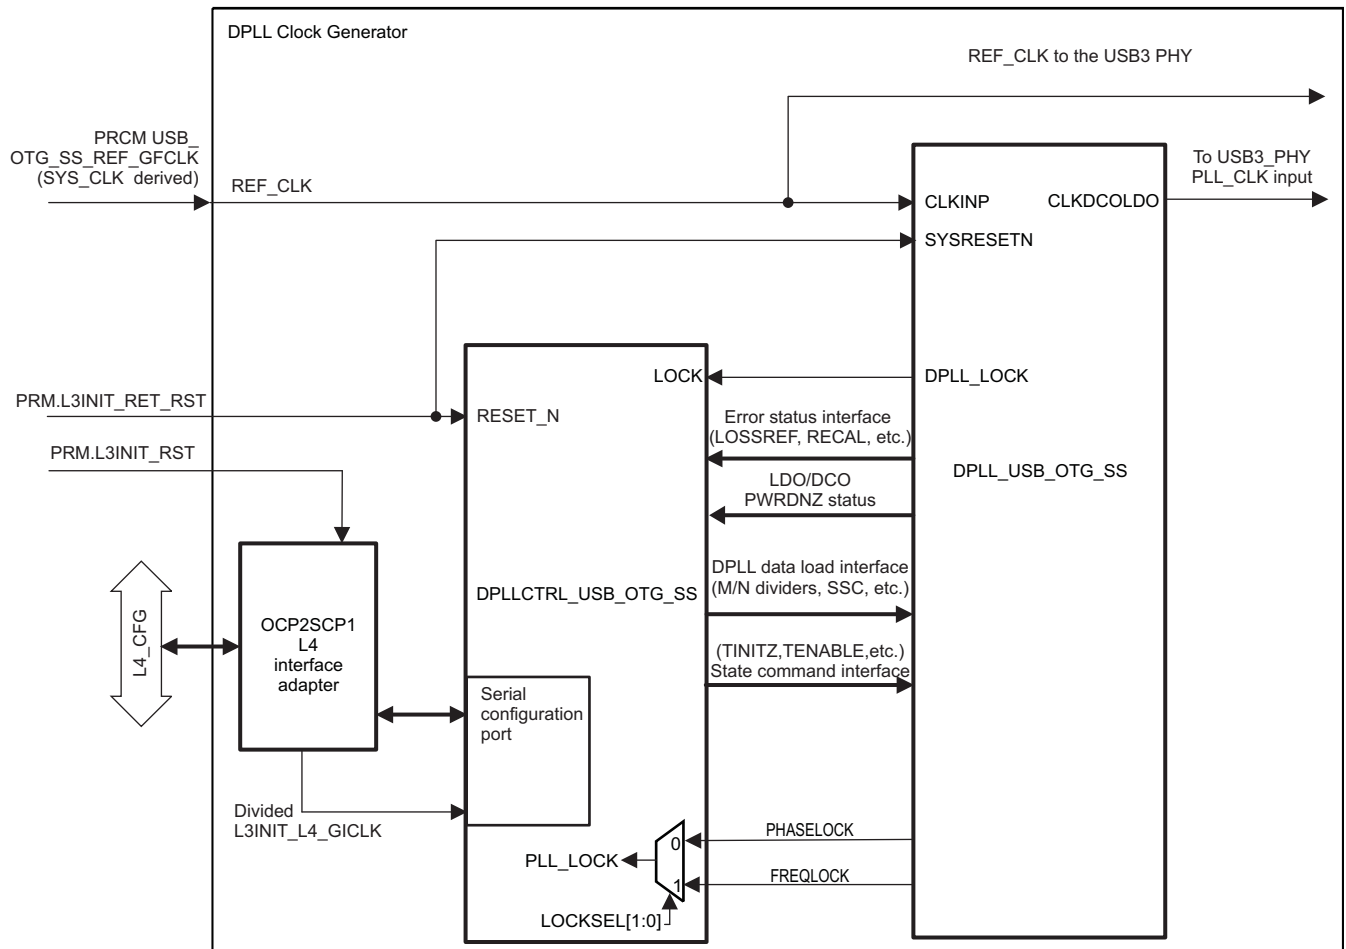 DPLL Clock Generator
REF_CLK to the USB3 PHY
PRCM USB_
OTG_SS_REF_GFCLK
(SYS_CLK derived)
REF_CLK
To USB3_PHY
PLL_CLK input
CLKINP
CLKDCOLDO
SYSRESETN
LOCK
DPLL_LOCK
PRM.L3INIT_RET_RST
RESET_N
Error status interface
(LOSSREF, RECAL, etc.)
PRM.L3INIT_RST
DPLL_USB_OTG_SS
LDO/DCO
PWRDNZ status
DPLL data load interface
(M/N dividers, SSC, etc.)
DPLLCTRL_USB_OTG_SS
L4_CFG
OCP2SCP1
L4
interface
adapter
(TINITZ,TENABLE,etc.)
State command interface
Serial
configuration
port
Divided
L3INIT_L4_GICLK
PHASELOCK
0
PLL_LOCK
FREQLOCK
1
LOCKSEL[1:0]